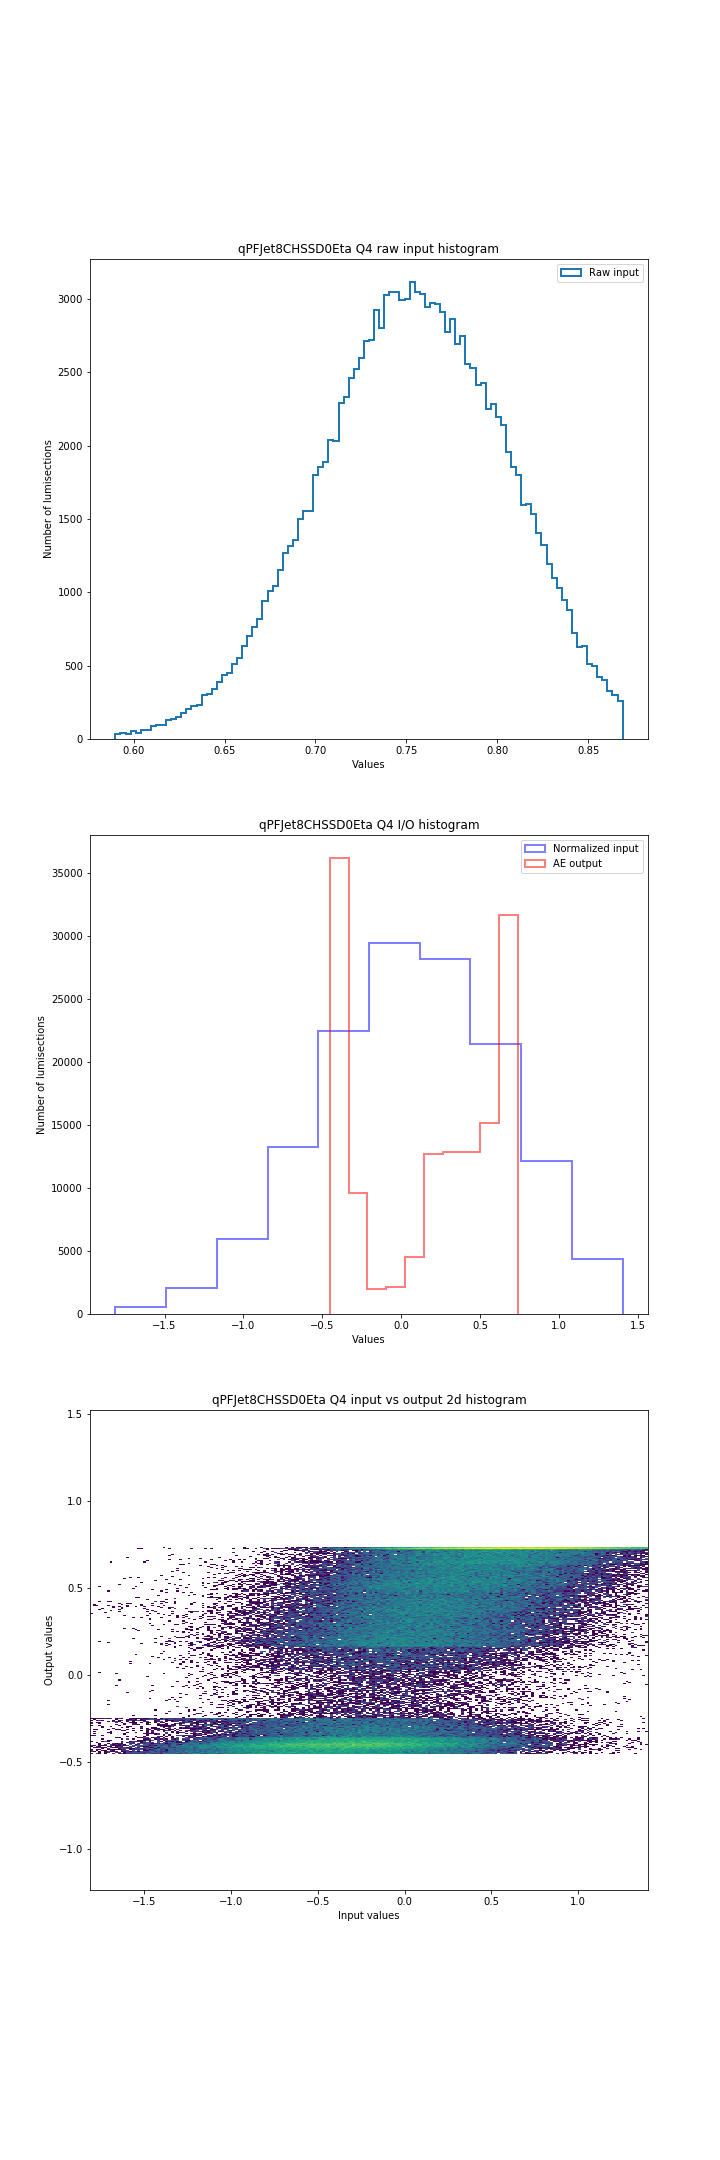 qPFJet8CHSSD0Eta Q4 raw input histogram
Raw input
3000
2500
2000
1500
1000
500
0
Number of lumisections
0.60 0.65 0.70 0.75 0.80 0.85
Values
qPFJet8CHSSD0Eta Q4 I/O histogram
Normalized input
AE output
35000
30000
25000
20000
15000
10000
5000
0
Number of lumisections
−1.5 −1.0 −0.5 0.0 0.5 1.0 1.5
Values
qPFJet8CHSSD0Eta Q4 input vs output 2d histogram
1.5
1.0
0.5
0.0
−0.5
−1.0
Output values
−1.5 −1.0 −0.5 0.0 0.5 1.0
Input values